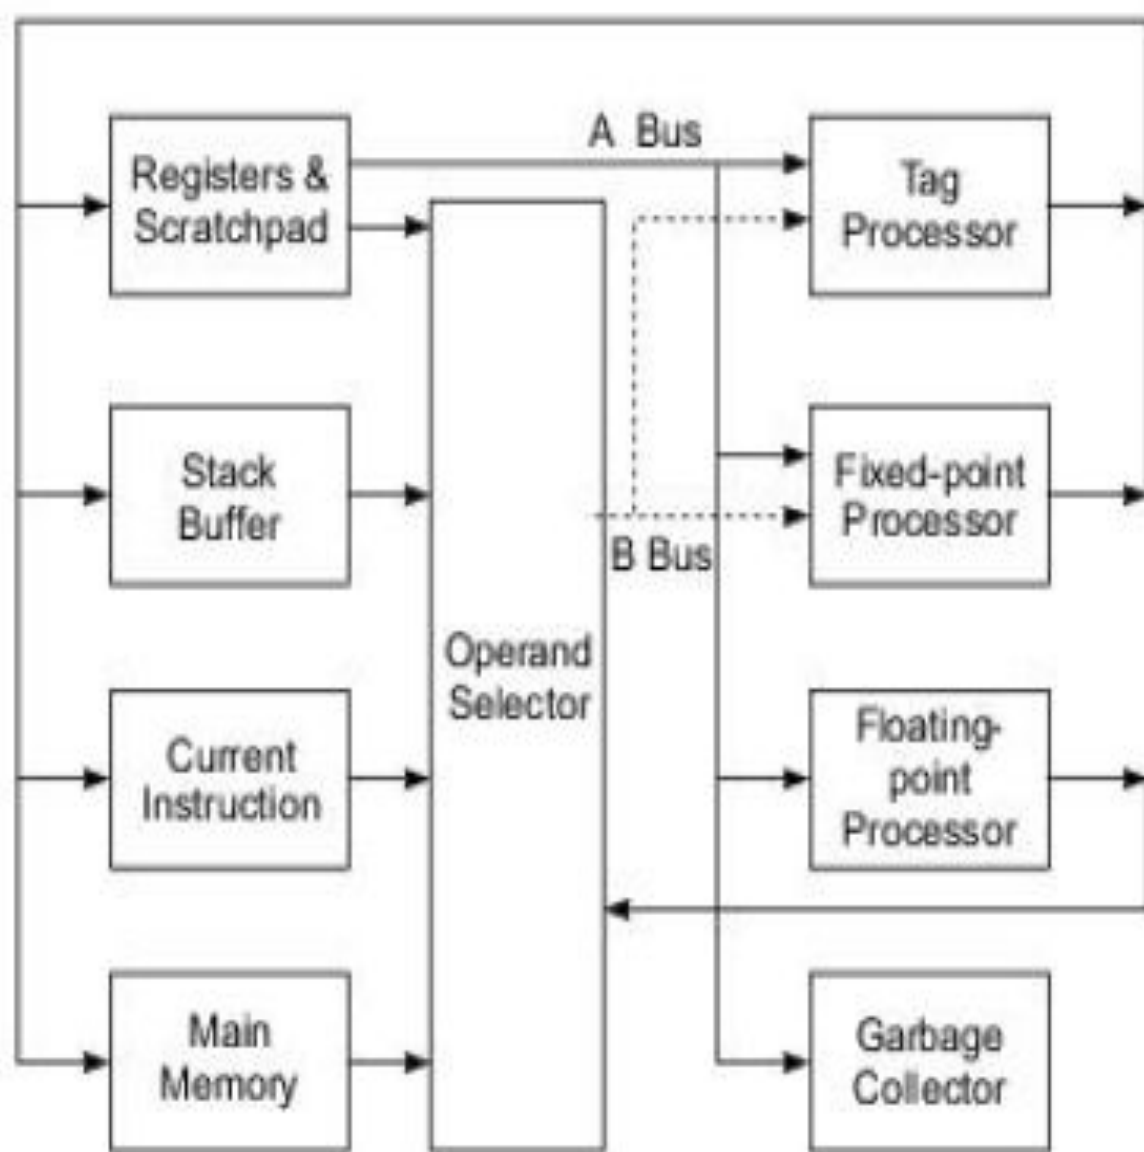 A Bus
Registers &
Scratchpad
Tag
Processor
Stack
Buffer
Fixed-point
Processor
B Bus
Operand
Selector
Current
Instruction
Floating-
point
Processor
Main
Memory
Garbage
Collector